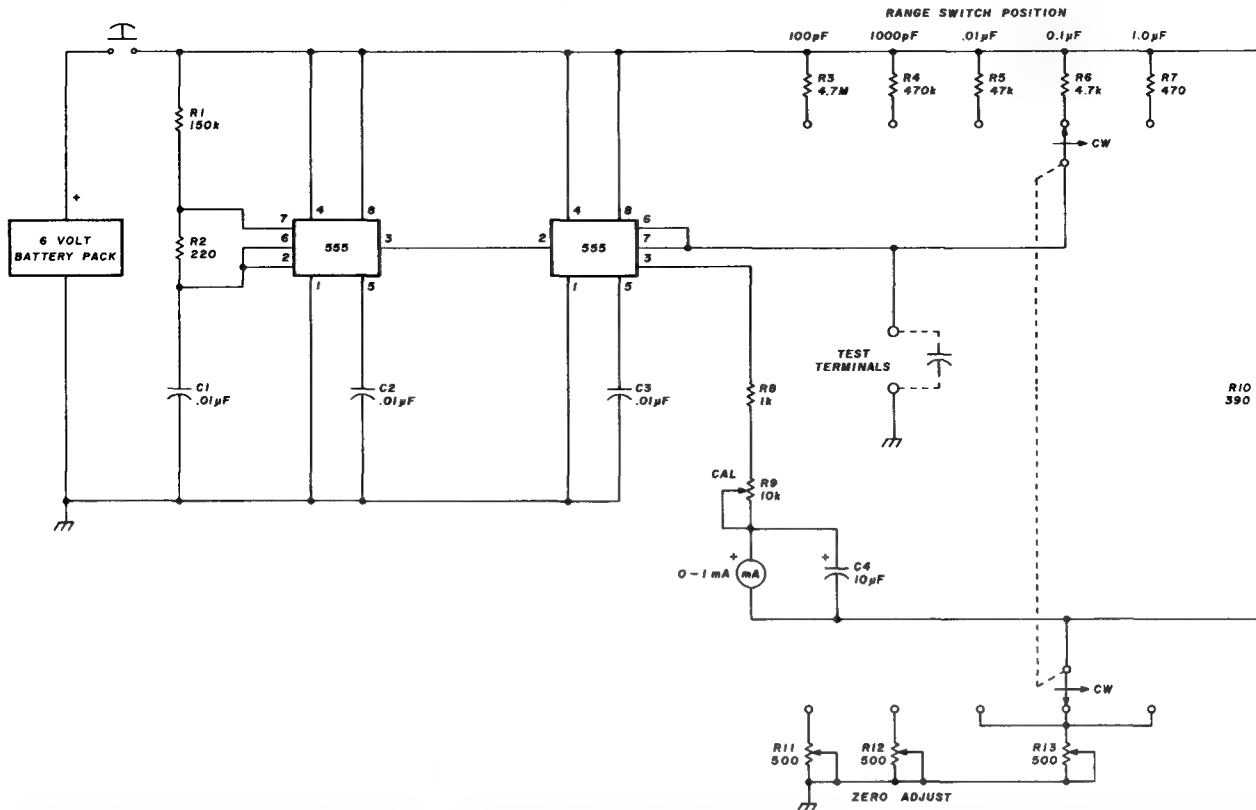 RANGE SWITCH POSITION
100pF
1000pF
.01µF
0.1µF
1.0µF
R1
150k
R3
4.7M
R4
470k
R5
47k
R6
4.7k
R7
470
CW
+
6 VOLT
BATTERY PACK
R2
220
7
6
2
4
8
555
3
1
5
2
4
8
555
6
7
3
1
5
C1
.01µF
C2
.01µF
C3
.01µF
TEST
TERMINALS
R8
1k
R10
390
CAL
R9
10k
+
0-1mA
mA
+
C4
10µF
CW
R11
500
R12
500
R13
500
ZERO ADJUST